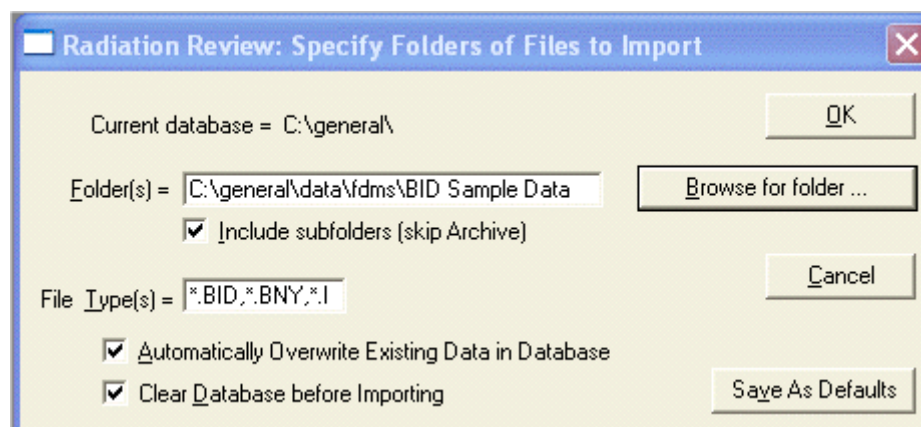 Radiation Review: Specify Folders of Files to Import
Current database = C:\general\
OK
Folder(s) = C:\general\data\fdms\BID Sample Data
Browse for folder ...
Include subfolders (skip Archive)
Cancel
File Type(s) = *.BID,*.BNY,*.I
Automatically Overwrite Existing Data in Database
Clear Database before Importing
Save As Defaults